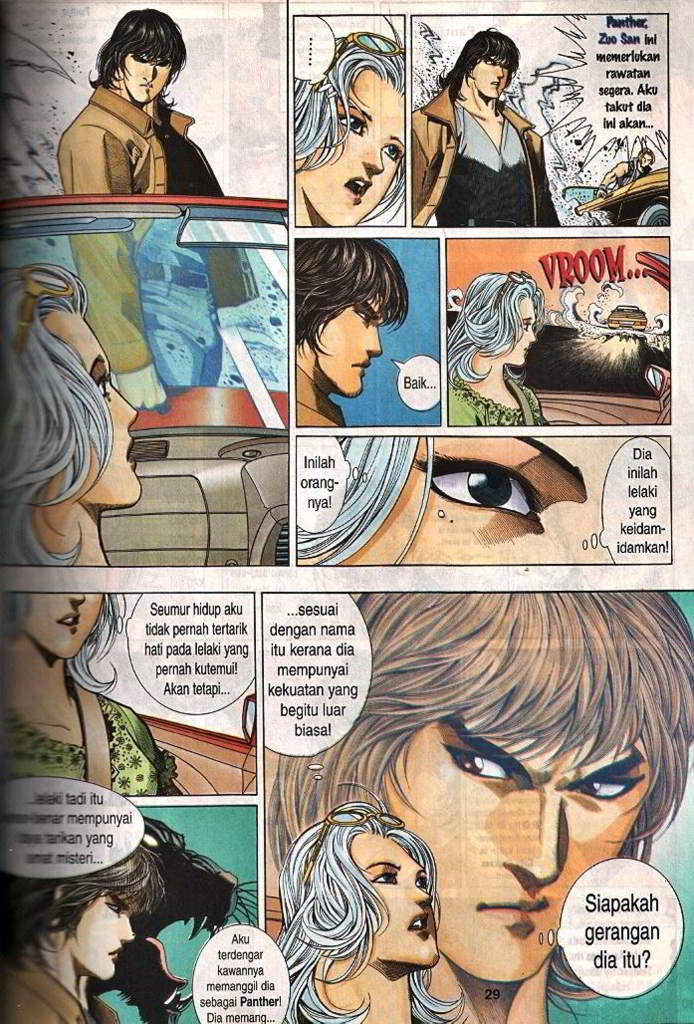 ......
Panther,
Zuo San ini
memerlukan
rawatan
segera. Aku
takut dia
ini akan...
Baik...
VROOM...
Inilah
orang-
nya!
Dia
inilah
lelaki
yang
keidam-
idamkan!
Seumur hidup aku
tidak pernah tertarik
hati pada lelaki yang
pernah kutemui!
Akan tetapi...
...lelaki tadi itu
mempunyai
tarikan yang
amat misteri...
Aku
terdengar
kawannya
memanggil dia
sebagai Panther!
Dia memang...
...sesuai
dengan nama
itu kerana dia
mempunyai
kekuatan yang
begitu luar
biasa!
Siapakah
gerangan
dia itu?
29